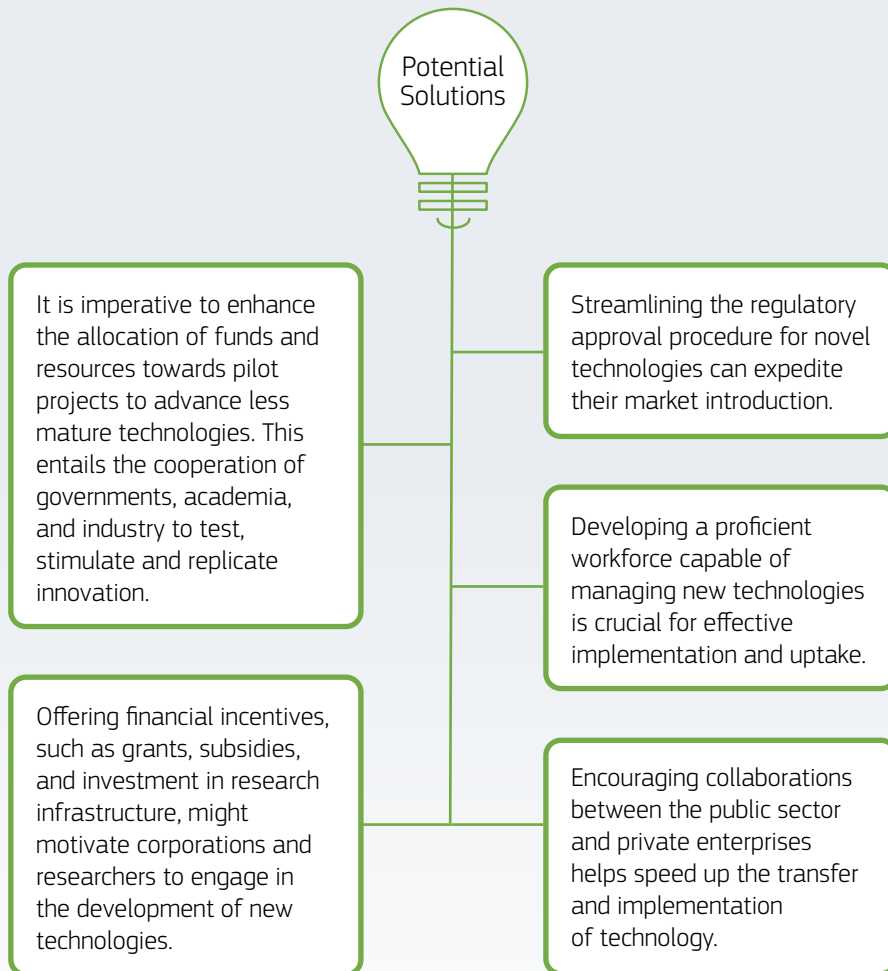 Potential
Solutions
It is imperative to enhance
the allocation of funds and
resources towards pilot
projects to advance less
mature technologies. This
entails the cooperation of
governments, academia,
and industry to test,
stimulate and replicate
innovation.
Offering financial incentives,
such as grants, subsidies,
and investment in research
infrastructure, might
motivate corporations and
researchers to engage in
the development of new
technologies.
Streamlining the regulatory
approval procedure for novel
technologies can expedite
their market introduction.
Developing a proficient
workforce capable of
managing new technologies
is crucial for effective
implementation and uptake.
Encouraging collaborations
between the public sector
and private enterprises
helps speed up the transfer
and implementation
of technology.